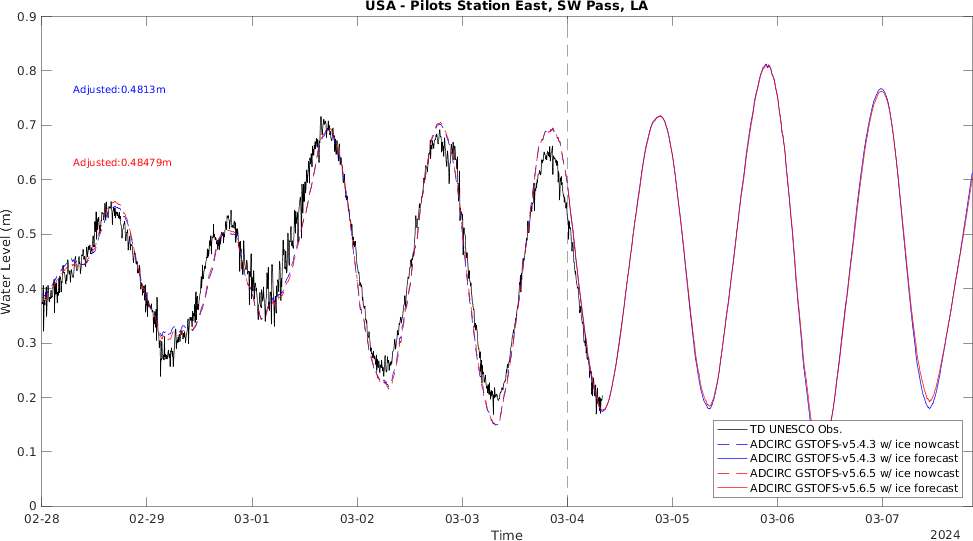 USA - Pilots Station East, SW Pass, LA
0.9
0.8
0.7
0.6
0.5
0.4
0.3
0.2
0.1
0
Water Level (m)
Adjusted:0.4813m
Adjusted:0.48479m
TD UNESCO Obs.
ADCIRC GSTOFS-v5.4.3 w/ ice nowcast
ADCIRC GSTOFS-v5.4.3 w/ ice forecast
ADCIRC GSTOFS-v5.6.5 w/ ice nowcast
ADCIRC GSTOFS-v5.6.5 w/ ice forecast
02-28 02-29 03-01 03-02 03-03 03-04 03-05 03-06 03-07
Time
2024